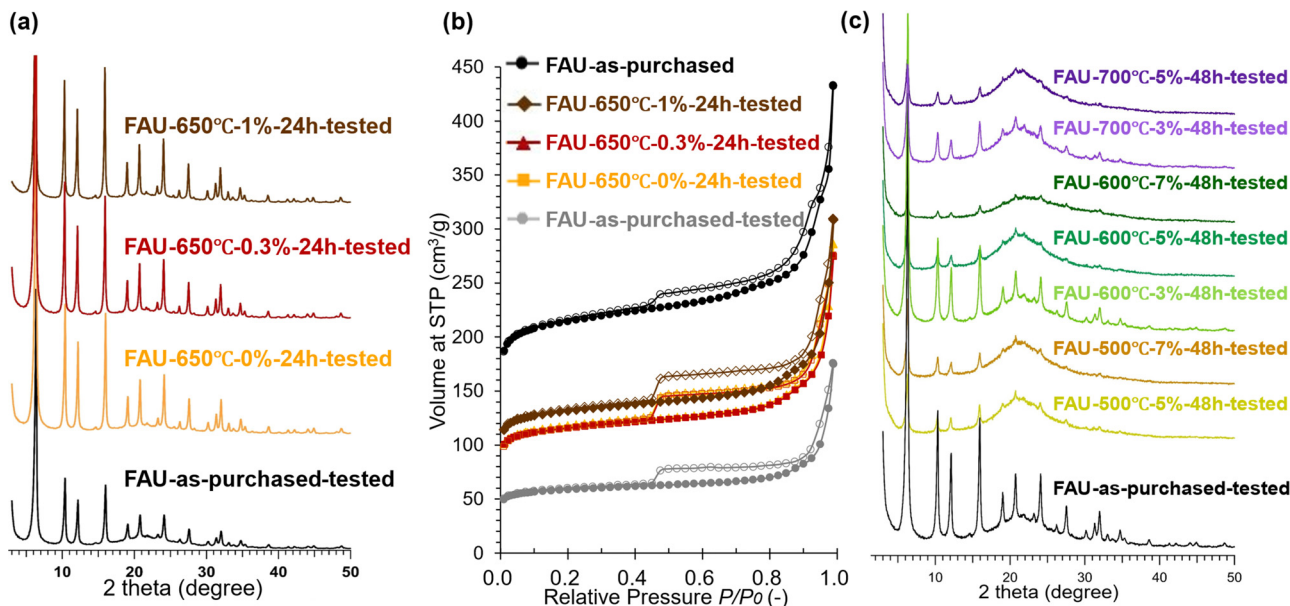 (a)
FAU-650℃-1%-24h-tested
FAU-650℃-0.3%-24h-tested
FAU-650℃-0%-24h-tested
FAU-as-purchased-tested
10 20 30 40 50
2 theta (degree)
(b)
Volume at STP (cm³/g)
450
400
350
300
250
200
150
100
50
0
FAU-as-purchased
FAU-650℃-1%-24h-tested
FAU-650℃-0.3%-24h-tested
FAU-650℃-0%-24h-tested
FAU-as-purchased-tested
0.0 0.2 0.4 0.6 0.8 1.0
Relative Pressure P/P0 (-)
(c)
FAU-700℃-5%-48h-tested
FAU-700℃-3%-48h-tested
FAU-600℃-7%-48h-tested
FAU-600℃-5%-48h-tested
FAU-600℃-3%-48h-tested
FAU-500℃-7%-48h-tested
FAU-500℃-5%-48h-tested
FAU-as-purchased-tested
10 20 30 40 50
2 theta (degree)